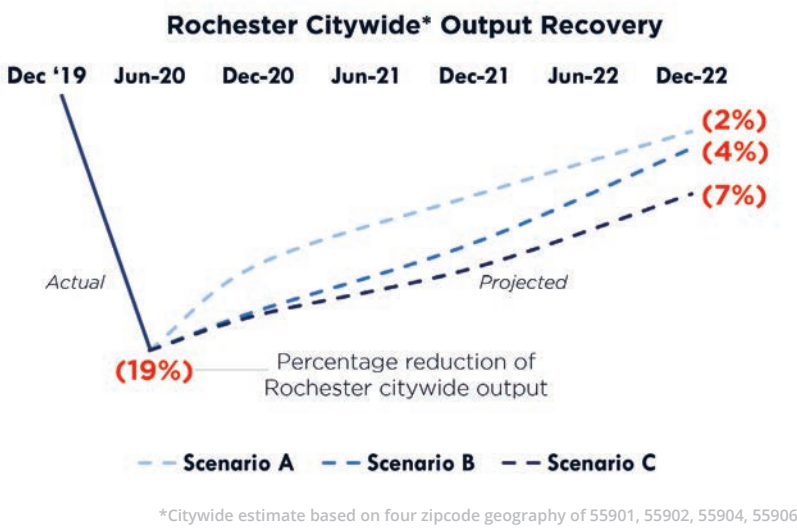 Rochester Citywide* Output Recovery
Dec ‘19 Jun-20 Dec-20 Jun-21 Dec-21 Jun-22 Dec-22
(2%)
(4%)
(7%)
Actual
Projected
(19%)
Percentage reduction of
Rochester citywide output
Scenario A Scenario B Scenario C
*Citywide estimate based on four zipcode geography of 55901, 55902, 55904, 55906